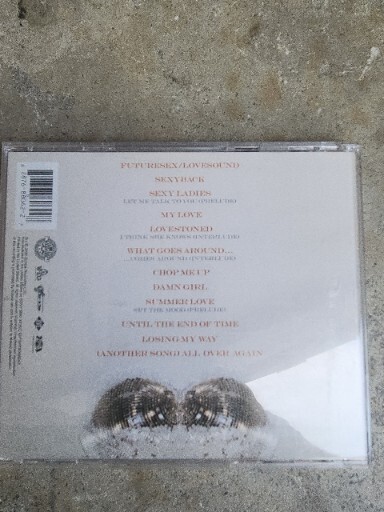 FUTURESEX/LOVESOUND
SEXYBACK
SEXY LADIES
LET ME TALK TO YOU (PRELUDE)
MY LOVE
LOVESTONED
I THINK SHE KNOWS (INTERLUDE)
WHAT GOES AROUND...
...COMES AROUND (INTERLUDE)
CHOP ME UP
DAMN GIRL
SUMMER LOVE
SET THE MOOD (PRELUDE)
UNTIL THE END OF TIME
LOSING MY WAY
(ANOTHER SONG) ALL OVER AGAIN